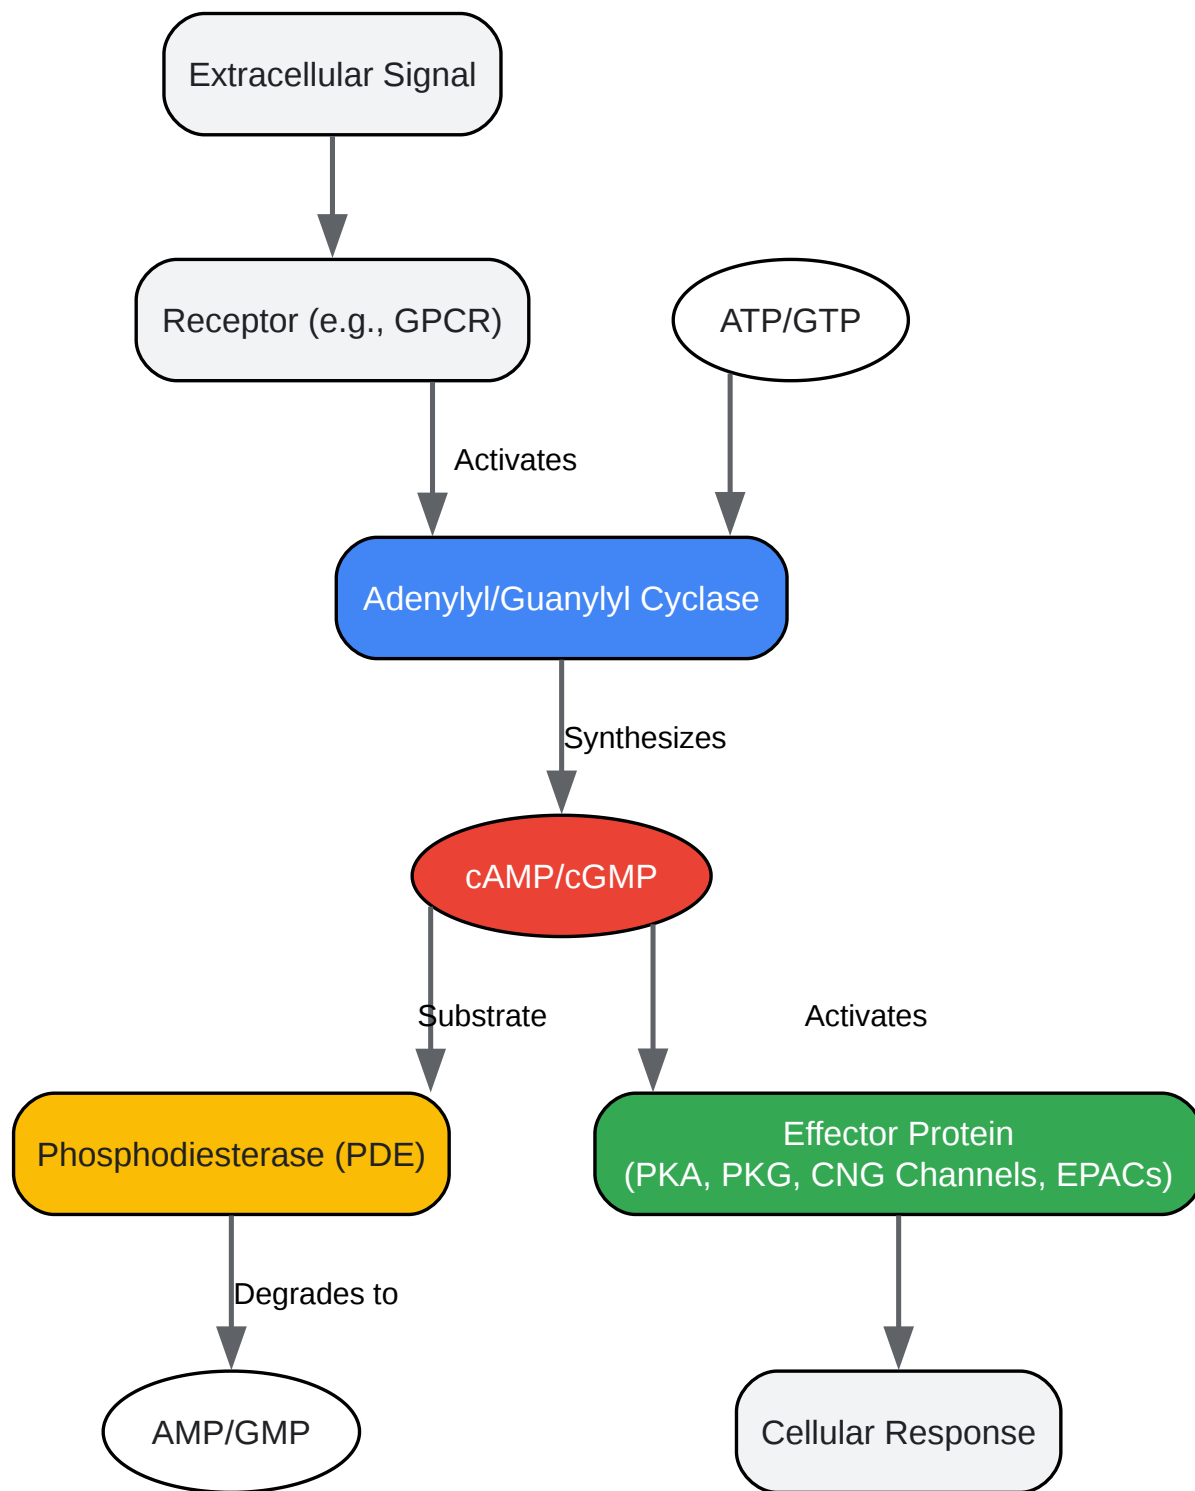 Extracellular Signal
Receptor (e.g., GPCR)
ATP/GTP
Activates
Adenylyl/Guanylyl Cyclase
Synthesizes
cAMP/cGMP
Substrate
Activates
Phosphodiesterase (PDE)
Effector Protein
(PKA, PKG, CNG Channels, EPACs)
Degrades to
AMP/GMP
Cellular Response